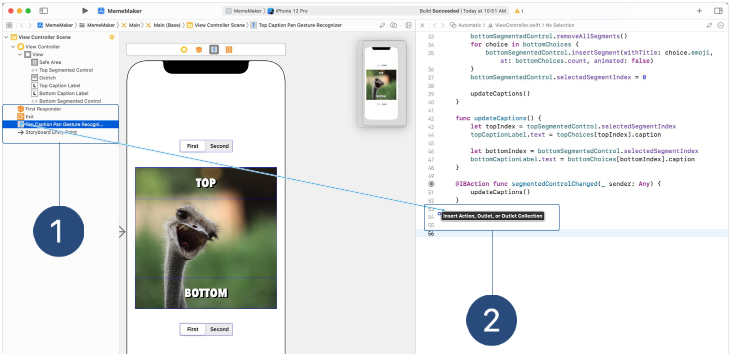 MemeMaker
MemeMaker ⟩ iPhone 12 Pro
Build Succeeded | Today at 10:51 AM
1
MemeMaker ⟩ MemeMaker ⟩ Main ⟩ Main (Base) ⟩ View Controller Scene ⟩ Top Caption Pan Gesture Recognizer
Automatic ⟩ ViewController.swift ⟩ No Selection
View Controller Scene
View Controller
View
Safe Area
Top Segmented Control
Ostrich
L Top Caption Label
L Bottom Caption Label
Bottom Segmented Control
First Responder
Exit
Top Caption Pan Gesture Recogni...
Storyboard Entry Point
1
First Second
TOP
BOTTOM
First Second
33 bottomSegmentedControl.removeAllSegments()
34 for choice in bottomChoices {
35 bottomSegmentedControl.insertSegment(withTitle: choice.emoji,
at: bottomChoices.count, animated: false)
36 }
37 bottomSegmentedControl.selectedSegmentIndex = 0
38
39 updateCaptions()
40 }
41
42 func updateCaptions() {
43 let topIndex = topSegmentedControl.selectedSegmentIndex
44 topCaptionLabel.text = topChoices[topIndex].caption
45
46 let bottomIndex = bottomSegmentedControl.selectedSegmentIndex
47 bottomCaptionLabel.text = bottomChoices[bottomIndex].caption
48 }
49
@IBAction func segmentedControlChanged(_ sender: Any) {
51 updateCaptions()
52 }
53
54 Insert Action, Outlet, or Outlet Collection
55
56
2